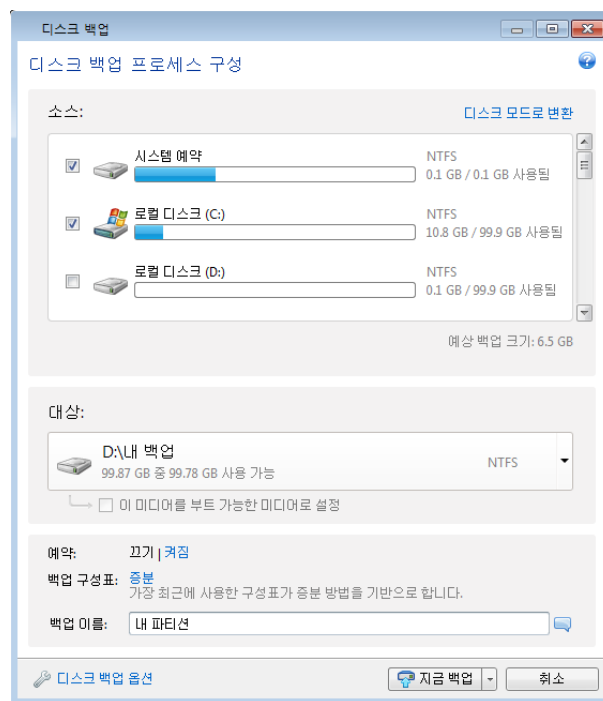 디스크 백업
디스크 백업 프로세스 구성
소스:
디스크 모드로 변환
시스템 예약
NTFS
0.1 GB / 0.1 GB 사용됨
로컬 디스크 (C:)
NTFS
10.8 GB / 99.9 GB 사용됨
로컬 디스크 (D:)
NTFS
0.1 GB / 99.9 GB 사용됨
예상 백업 크기: 6.5 GB
대상:
D:\내 백업
99.87 GB 중 99.78 GB 사용 가능
NTFS
이 미디어를 부트 가능한 미디어로 설정
예약: 끄기 | 켜짐
백업 구성표: 증분
가장 최근에 사용한 구성표가 증분 방법을 기반으로 합니다.
백업 이름: 내 파티션
디스크 백업 옵션
지금 백업
취소